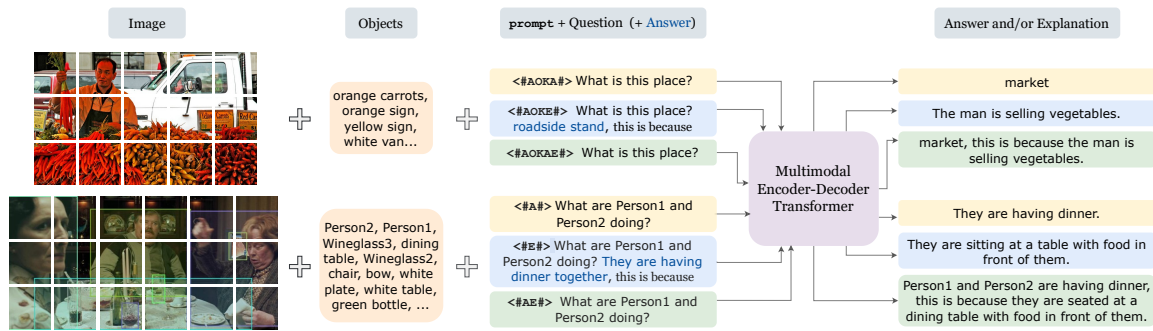 Image
Objects
prompt + Question (+ Answer)
Answer and/or Explanation
orange carrots,
orange sign,
yellow sign,
white van...
<#AOKA#> What is this place?
<#AOKE#> What is this place?
roadside stand, this is because
<#AOKAE#> What is this place?
Multimodal
Encoder-Decoder
Transformer
market
The man is selling vegetables.
market, this is because the man is
selling vegetables.
Person2, Person1,
Wineglass3, dining
table, Wineglass2,
chair, bow, white
plate, white table,
green bottle, ...
<#A#> What are Person1 and
Person2 doing?
<#E#> What are Person1 and
Person2 doing? They are having
dinner together, this is because
<#AE#> What are Person1 and
Person2 doing?
They are having dinner.
They are sitting at a table with food in
front of them.
Person1 and Person2 are having dinner,
this is because they are seated at a
dining table with food in front of them.